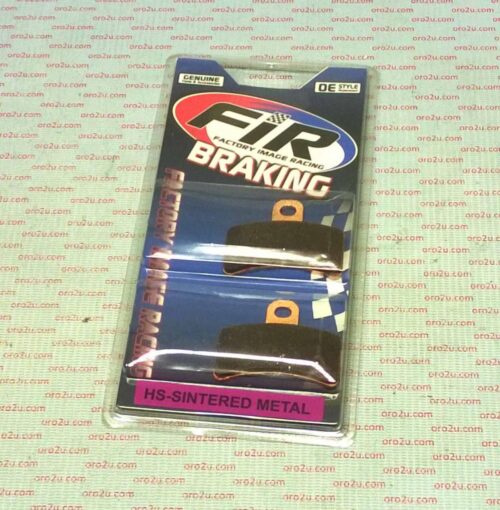 GENUINE
OE STYLE
FIR
FACTORY IMAGE RACING
BRAKING
FACTORY IMAGE RACING
HS-SINTERED METAL
oro2u.com